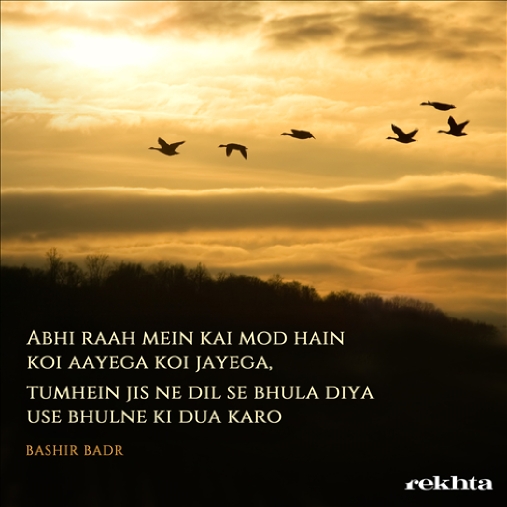 Abhi raah mein kai mod hain
koi aayega koi jayega,
tumhein jis ne dil se bhula diya
use bhulne ki dua karo
Bashir Badr
rekhta